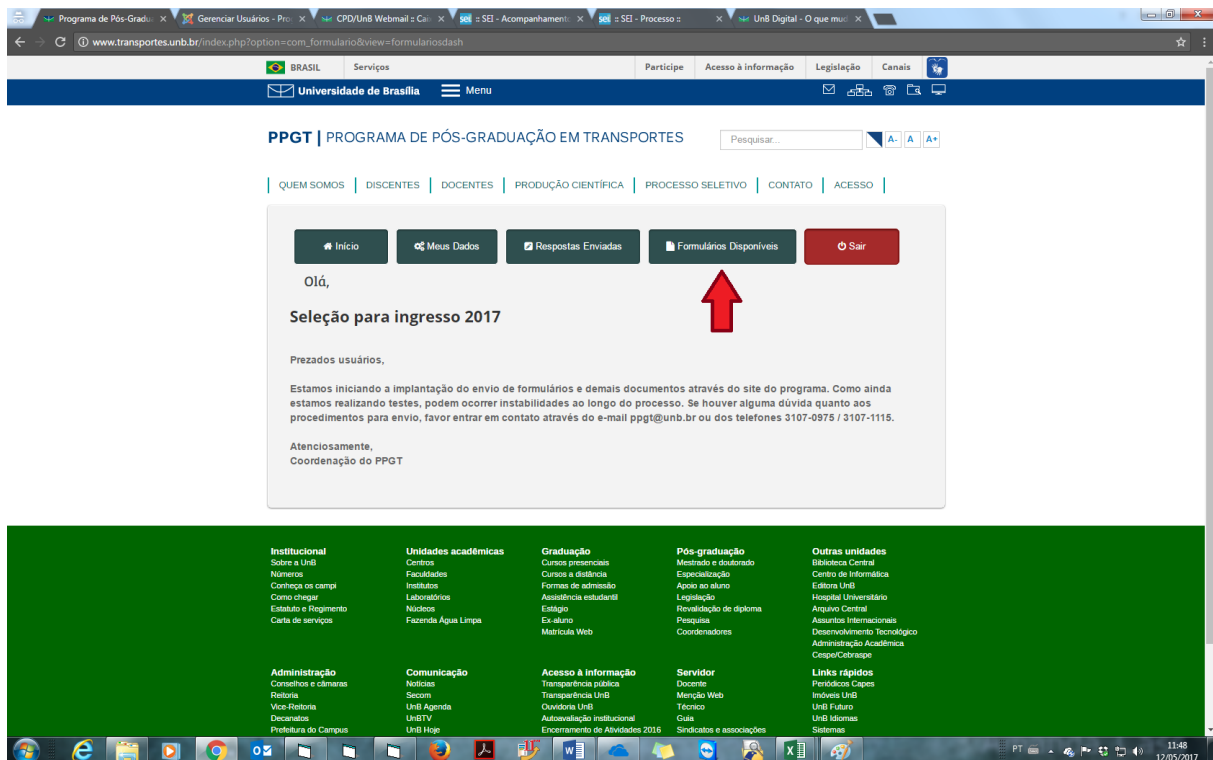 Programa de Pós-Gradu
Gerenciar Usuários - Pro
CPD/UnB Webmail :: Cai
sei :: SEI - Acompanhament
sei :: SEI - Processo ::
UnB Digital - O que mud
www.transportes.unb.br/index.php?option=com_formulario&view=formulariosdash
BRASIL Serviços Participe Acesso à informação Legislação Canais
Universidade de Brasília Menu
PPGT | PROGRAMA DE PÓS-GRADUAÇÃO EM TRANSPORTES Pesquisar... A- A A+
QUEM SOMOS DISCENTES DOCENTES PRODUÇÃO CIENTÍFICA PROCESSO SELETIVO CONTATO ACESSO
Início Meus Dados Respostas Enviadas Formulários Disponíveis Sair
Olá,
Seleção para ingresso 2017
Prezados usuários,
Estamos iniciando a implantação do envio de formulários e demais documentos através do site do programa. Como ainda
estamos realizando testes, podem ocorrer instabilidades ao longo do processo. Se houver alguma dúvida quanto aos
procedimentos para envio, favor entrar em contato através do e-mail ppgt@unb.br ou dos telefones 3107-0975 / 3107-1115.
Atenciosamente,
Coordenação do PPGT
Institucional
Sobre a UnB
Números
Conheça os campi
Como chegar
Estatuto e Regimento
Carta de serviços
Unidades acadêmicas
Centros
Faculdades
Institutos
Laboratórios
Núcleos
Fazenda Água Limpa
Graduação
Cursos presenciais
Cursos a distância
Formas de admissão
Assistência estudantil
Estágio
Ex-aluno
Matrícula Web
Pós-graduação
Mestrado e doutorado
Especialização
Apoio ao aluno
Legislação
Revalidação de diploma
Pesquisa
Coordenadores
Outras unidades
Biblioteca Central
Centro de Informática
Editora UnB
Hospital Universitário
Arquivo Central
Assuntos Internacionais
Desenvolvimento Tecnológico
Administração Acadêmica
Cespe/Cebraspe
Administração
Conselhos e câmaras
Reitoria
Vice-Reitoria
Decanatos
Prefeitura do Campus
Comunicação
Notícias
Secom
UnB Agenda
UnBTV
UnB Hoje
Acesso à informação
Transparência pública
Transparência UnB
Ouvidoria UnB
Autoavaliação institucional
Encerramento de Atividades 2016
Servidor
Docente
Menção Web
Técnico
Guia
Sindicatos e associações
Links rápidos
Periódicos Capes
Imóveis UnB
UnB Futuro
UnB Idiomas
Sistemas
PT 11:48
12/05/2017